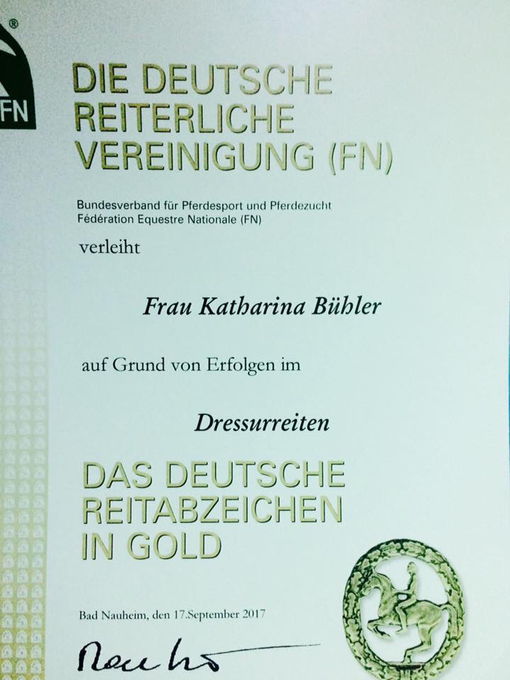 ®
FN
DIE DEUTSCHE
REITERLICHE
VEREINIGUNG (FN)
Bundesverband für Pferdesport und Pferdezucht
Fédération Equestre Nationale (FN)
verleiht
Frau Katharina Bühler
auf Grund von Erfolgen im
Dressurreiten
DAS DEUTSCHE
REITABZEICHEN
IN GOLD
Bad Nauheim, den 17.September 2017